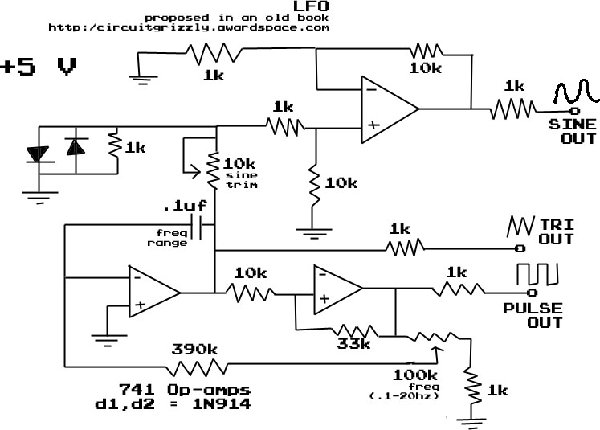 LFO
proposed in an old book
http:/circuitgrizzly.awardspace.com
+5 V
1k
10k
1k
SINE
OUT
1k
1k
10k
sine
trim
10k
.1uf
freq
range
1k
TRI
OUT
10k
1k
PULSE
OUT
33k
390k
100k
freq
(.1-20hz)
1k
741 Op-amps
d1,d2 = 1N914